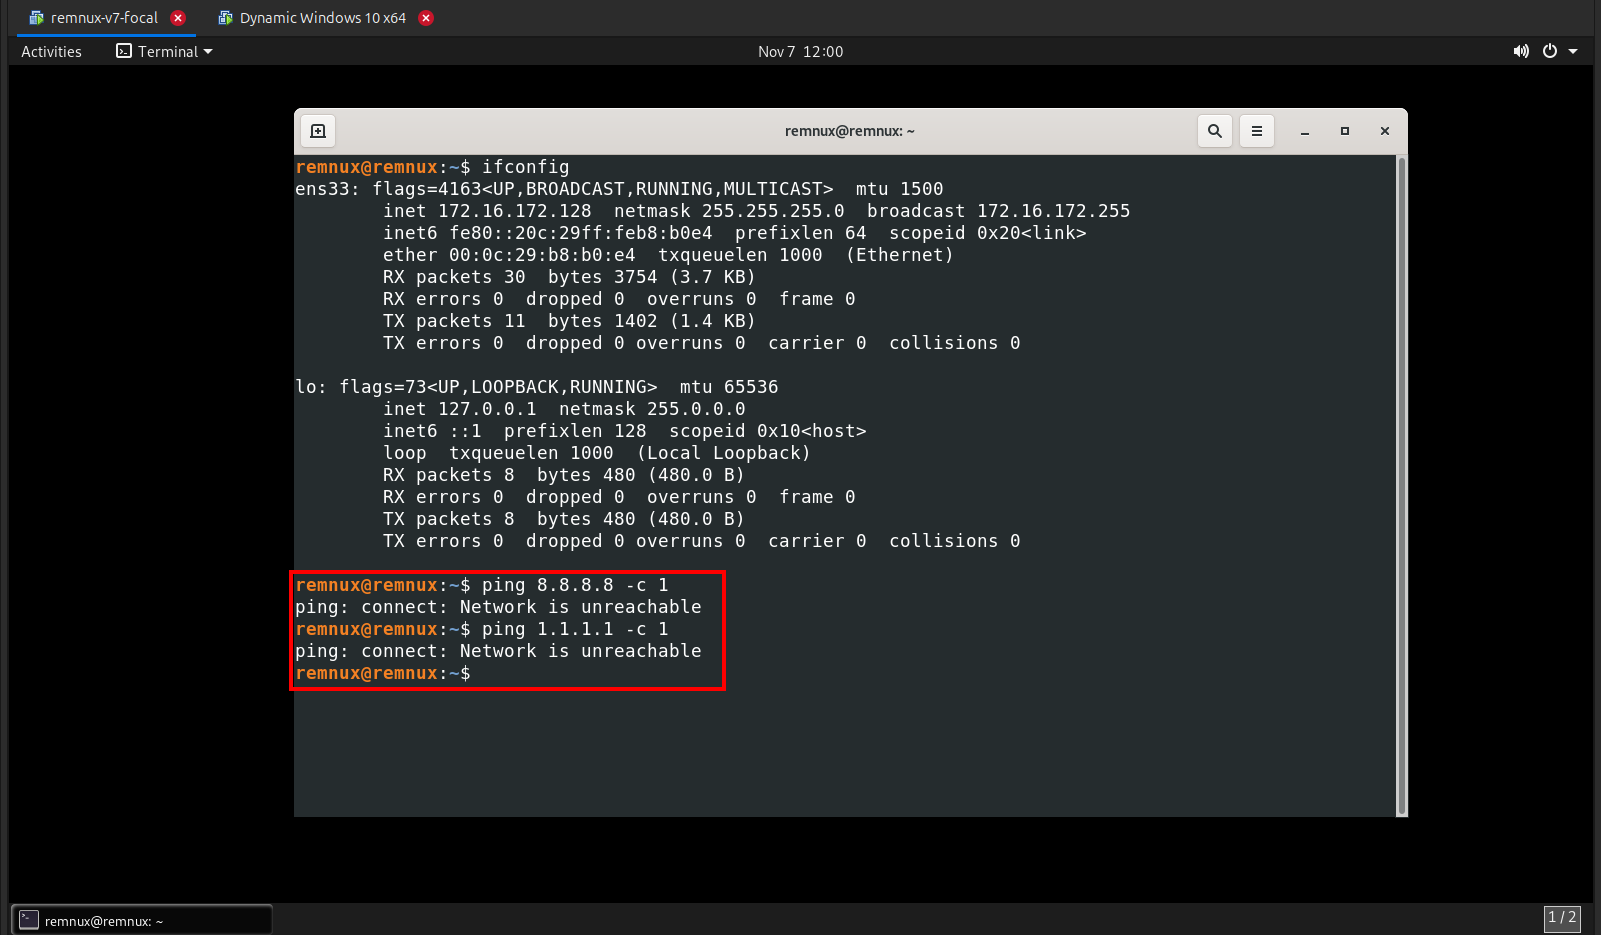 remnux-v7-focal
Dynamic Windows 10 x64
Activities
Terminal
Nov 7 12:00
remnux@remnux: ~
remnux@remnux:~$ ifconfig
ens33: flags=4163<UP,BROADCAST,RUNNING,MULTICAST>  mtu 1500
        inet 172.16.172.128  netmask 255.255.255.0  broadcast 172.16.172.255
        inet6 fe80::20c:29ff:feb8:b0e4  prefixlen 64  scopeid 0x20<link>
        ether 00:0c:29:b8:b0:e4  txqueuelen 1000  (Ethernet)
        RX packets 30  bytes 3754 (3.7 KB)
        RX errors 0  dropped 0  overruns 0  frame 0
        TX packets 11  bytes 1402 (1.4 KB)
        TX errors 0  dropped 0 overruns 0  carrier 0  collisions 0
lo: flags=73<UP,LOOPBACK,RUNNING>  mtu 65536
        inet 127.0.0.1  netmask 255.0.0.0
        inet6 ::1  prefixlen 128  scopeid 0x10<host>
        loop  txqueuelen 1000  (Local Loopback)
        RX packets 8  bytes 480 (480.0 B)
        RX errors 0  dropped 0  overruns 0  frame 0
        TX packets 8  bytes 480 (480.0 B)
        TX errors 0  dropped 0 overruns 0  carrier 0  collisions 0
remnux@remnux:~$ ping 8.8.8.8 -c 1
ping: connect: Network is unreachable
remnux@remnux:~$ ping 1.1.1.1 -c 1
ping: connect: Network is unreachable
remnux@remnux:~$
remnux@remnux: ~
1 / 2